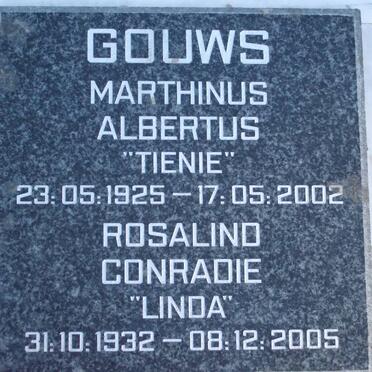 GOUWS
MARTHINUS
ALBERTUS
"TIENIE"
23:05:1925 — 17:05:2002
ROSALIND
CONRADIE
"LINDA"
31:10:1932 — 08:12:2005